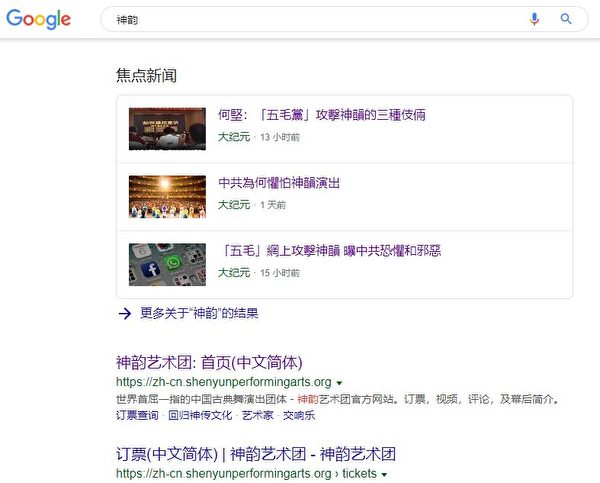 Google
神韵
焦点新闻
何堅：「五毛黨」攻擊神韻的三種伎倆
大纪元 · 13 小时前
中共為何懼怕神韻演出
大纪元 · 1 天前
「五毛」網上攻擊神韻 曝中共恐懼和邪惡
大纪元 · 15 小时前
更多关于“神韵”的结果
神韵艺术团: 首页(中文简体)
https://zh-cn.shenyunperformingarts.org
世界首屈一指的中国古典舞演出团体 - 神韵艺术团官方网站。订票，视频，评论，及幕后简介。
订票查询 · 回归神传文化 · 艺术家 · 交响乐
订票(中文简体) | 神韵艺术团 - 神韵艺术团
https://zh-cn.shenyunperformingarts.org › tickets